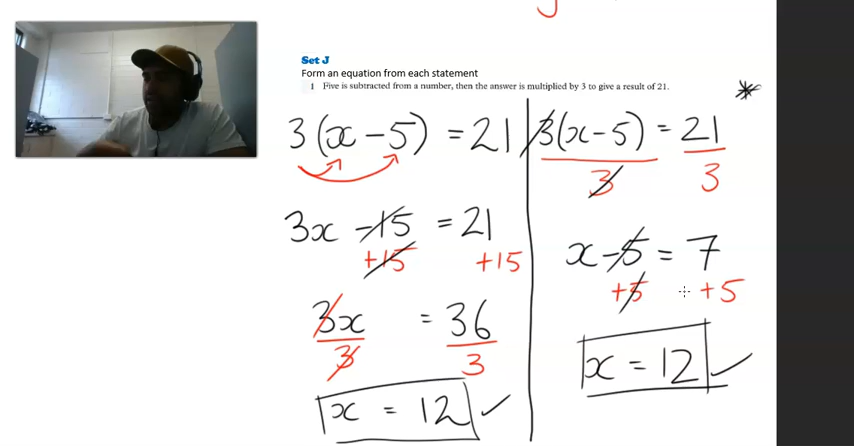 Set J
Form an equation from each statement
1 Five is subtracted from a number, then the answer is multiplied by 3 to give a result of 21.
3(x - 5) = 21
3x - 15 = 21
+15 +15
3x = 36
3 3
x = 12 ✓
*
3(x - 5) = 21
3 3
x - 5 = 7
+5 +5
x = 12 ✓